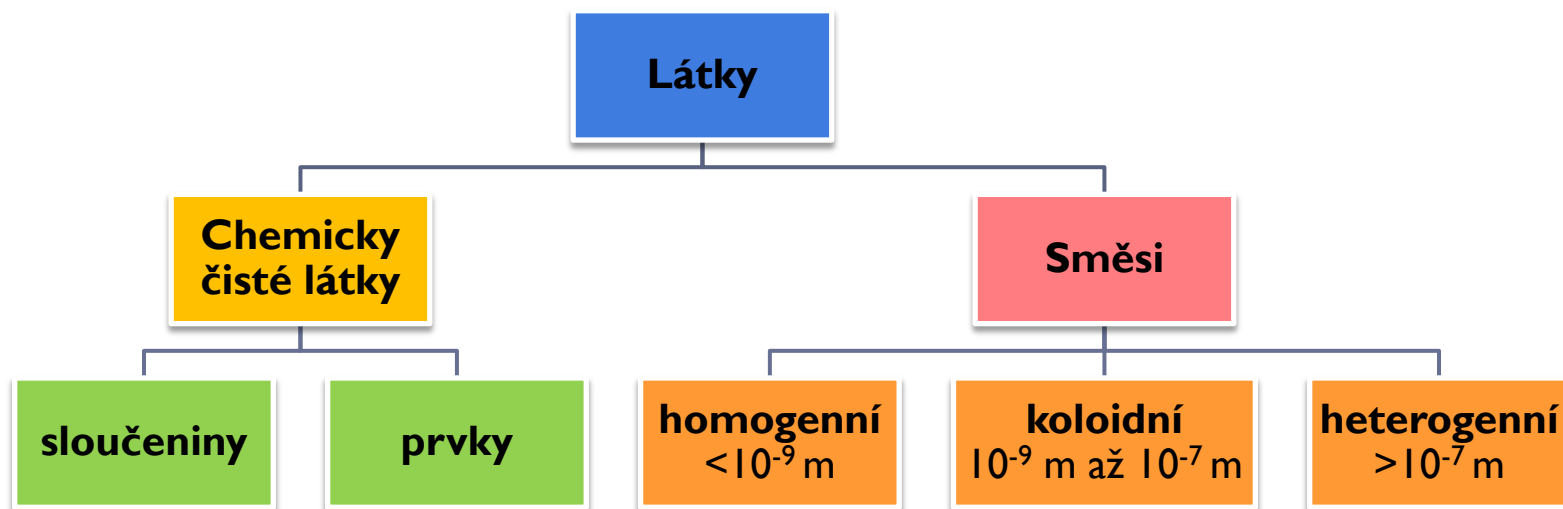 Látky
Chemicky
čisté látky
Směsi
sloučeniny
prvky
homogenní
<10⁻⁹ m
koloidní
10⁻⁹ m až 10⁻⁷ m
heterogenní
>10⁻⁷ m